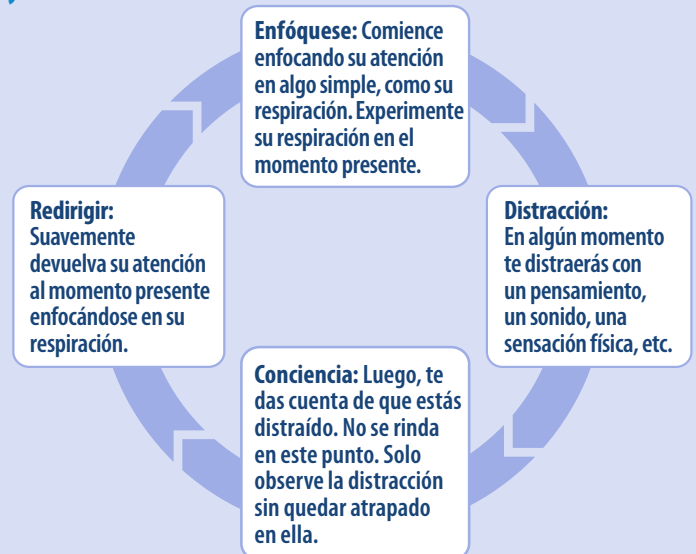 Enfóquese: Comience
enfocando su atención
en algo simple, como su
respiración. Experimente
su respiración en el
momento presente.
Distracción:
En algún momento
te distraerás con
un pensamiento,
un sonido, una
sensación física, etc.
Conciencia: Luego, te
das cuenta de que estás
distraído. No se rinda
en este punto. Solo
observe la distracción
sin quedar atrapado
en ella.
Redirigir:
Suavemente
devuelva su atención
al momento presente
enfocándose en su
respiración.